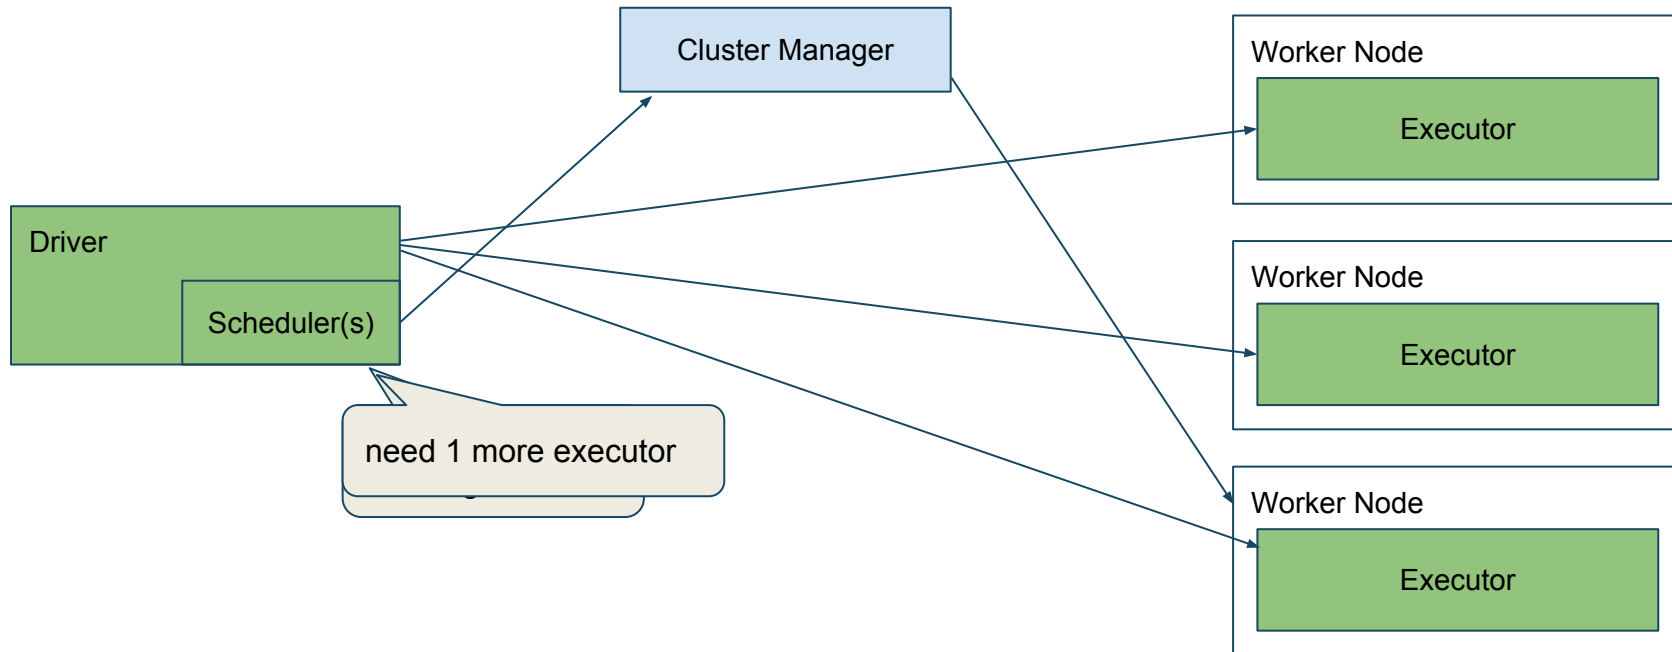 Cluster Manager
Worker Node
Executor
Driver
Scheduler(s)
Worker Node
Executor
need 1 more executor
Worker Node
Executor